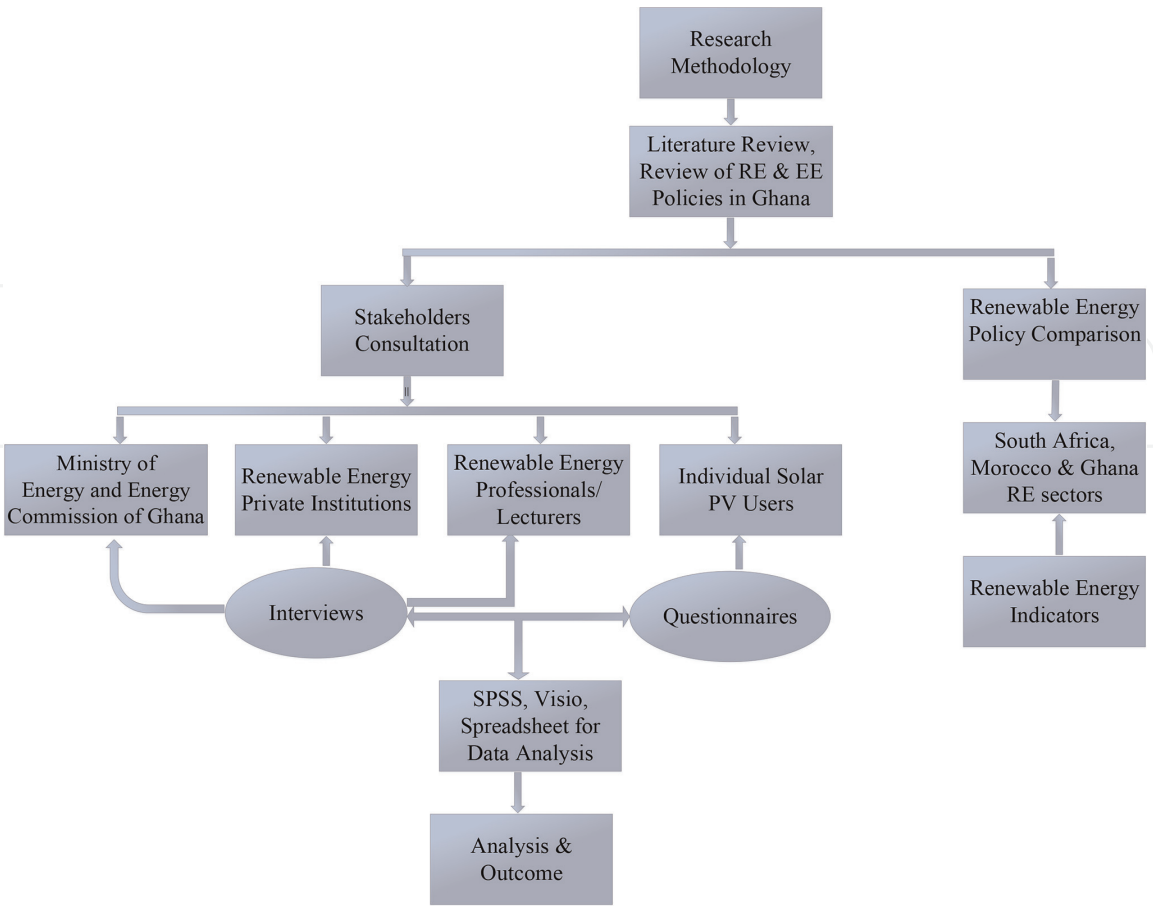 Research
Methodology
Literature Review,
Review of RE & EE
Policies in Ghana
Stakeholders
Consultation
Renewable Energy
Policy Comparison
Ministry of
Energy and Energy
Commission of Ghana
Renewable Energy
Private Institutions
Renewable Energy
Professionals/
Lecturers
Individual Solar
PV Users
South Africa,
Morocco & Ghana
RE sectors
Interviews
Questionnaires
Renewable Energy
Indicators
SPSS, Visio,
Spreadsheet for
Data Analysis
Analysis &
Outcome